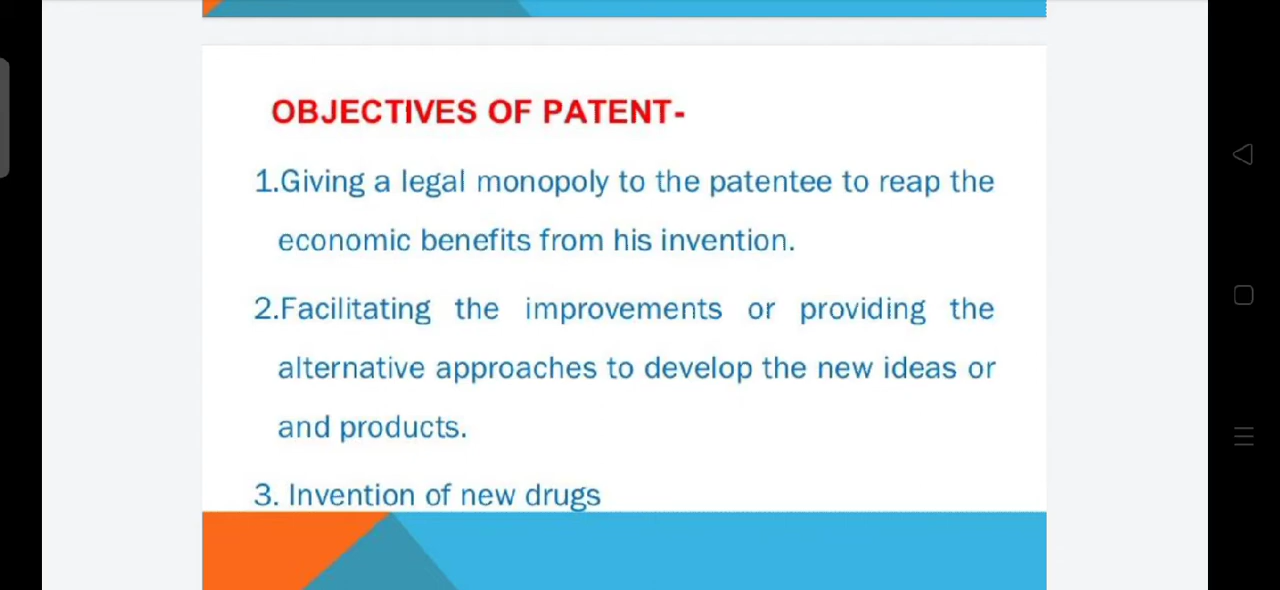 OBJECTIVES OF PATENT-
1.Giving a legal monopoly to the patentee to reap the
economic benefits from his invention.
2.Facilitating the improvements or providing the
alternative approaches to develop the new ideas or
and products.
3. Invention of new drugs